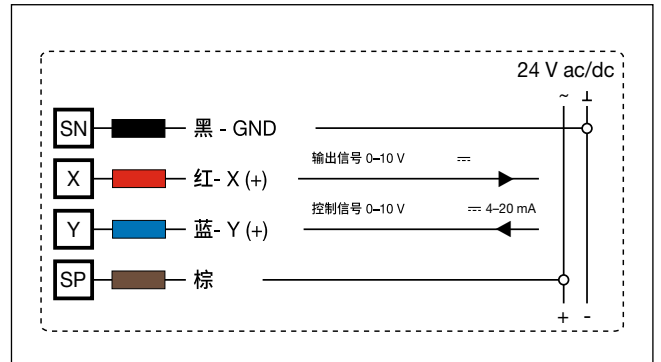 24 V ac/dc
~ ⊥
SN 黑 - GND
输出信号 0–10 V ⎓
X 红- X (+)
控制信号 0–10 V ⎓ 4–20 mA
Y 蓝- Y (+)
SP 棕
+ -